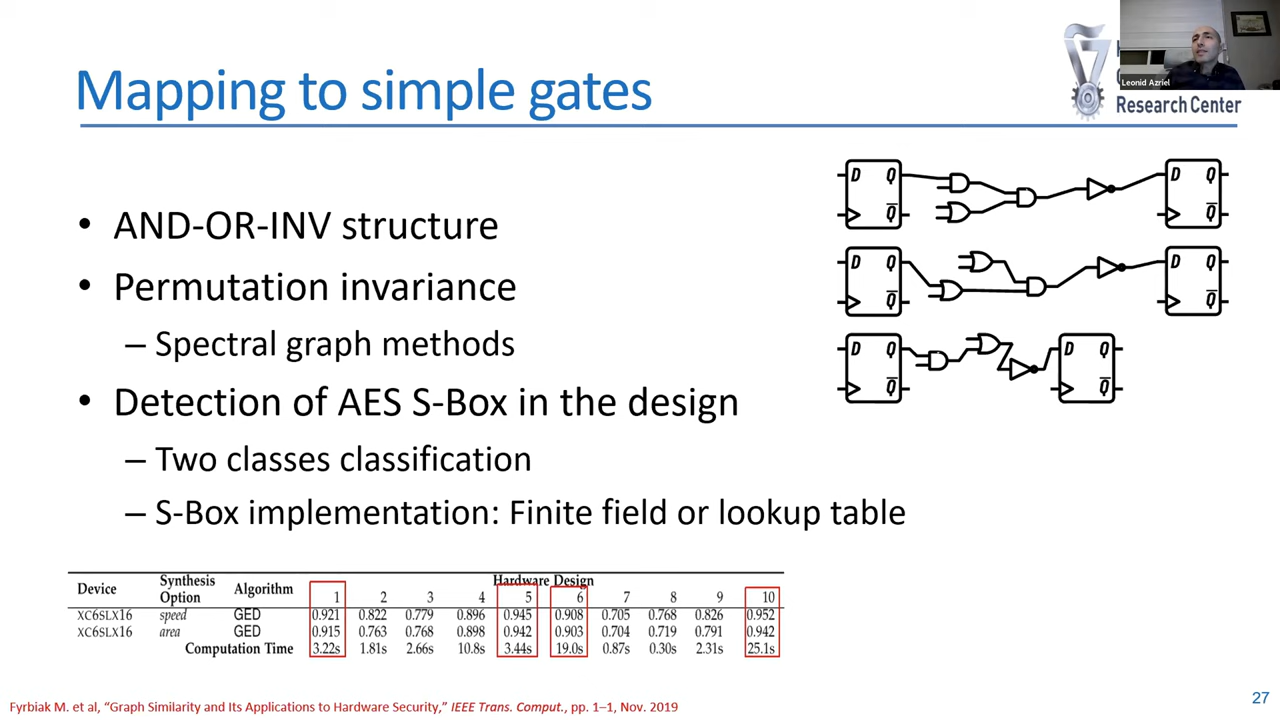 Mapping to simple gates
Leonid Azriel
Research Center
• AND-OR-INV structure
• Permutation invariance
– Spectral graph methods
• Detection of AES S-Box in the design
– Two classes classification
– S-Box implementation: Finite field or lookup table
D Q D Q
Q Q
D Q D Q
Q Q
D Q D Q
Q Q
Hardware Design
Device Synthesis Option Algorithm 1 2 3 4 5 6 7 8 9 10
XC6SLX16 speed GED 0.921 0.822 0.779 0.896 0.945 0.908 0.705 0.768 0.826 0.952
XC6SLX16 area GED 0.915 0.763 0.768 0.898 0.942 0.903 0.704 0.719 0.791 0.942
Computation Time 3.22s 1.81s 2.66s 10.8s 3.44s 19.0s 0.87s 0.30s 2.31s 25.1s
Fyrbiak M. et al, “Graph Similarity and Its Applications to Hardware Security,” IEEE Trans. Comput., pp. 1–1, Nov. 2019
27